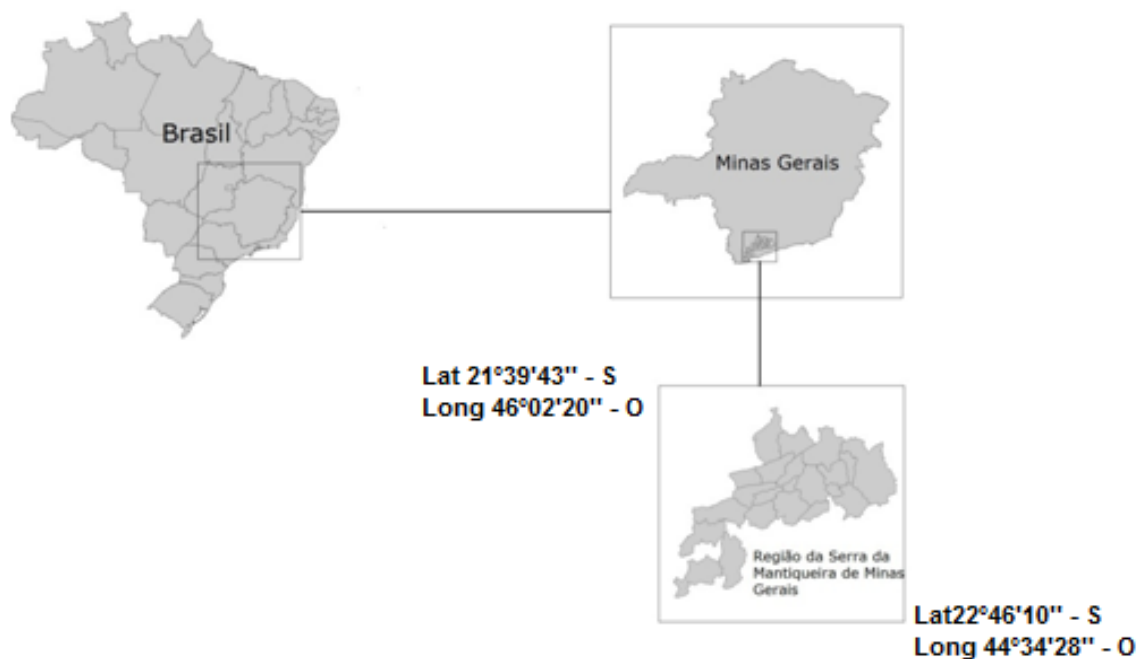 Brasil
Minas Gerais
Lat 21°39'43" - S
Long 46°02'20" - O
Região da Serra da
Mantiqueira de Minas
Gerais
Lat22°46'10" - S
Long 44°34'28" - O